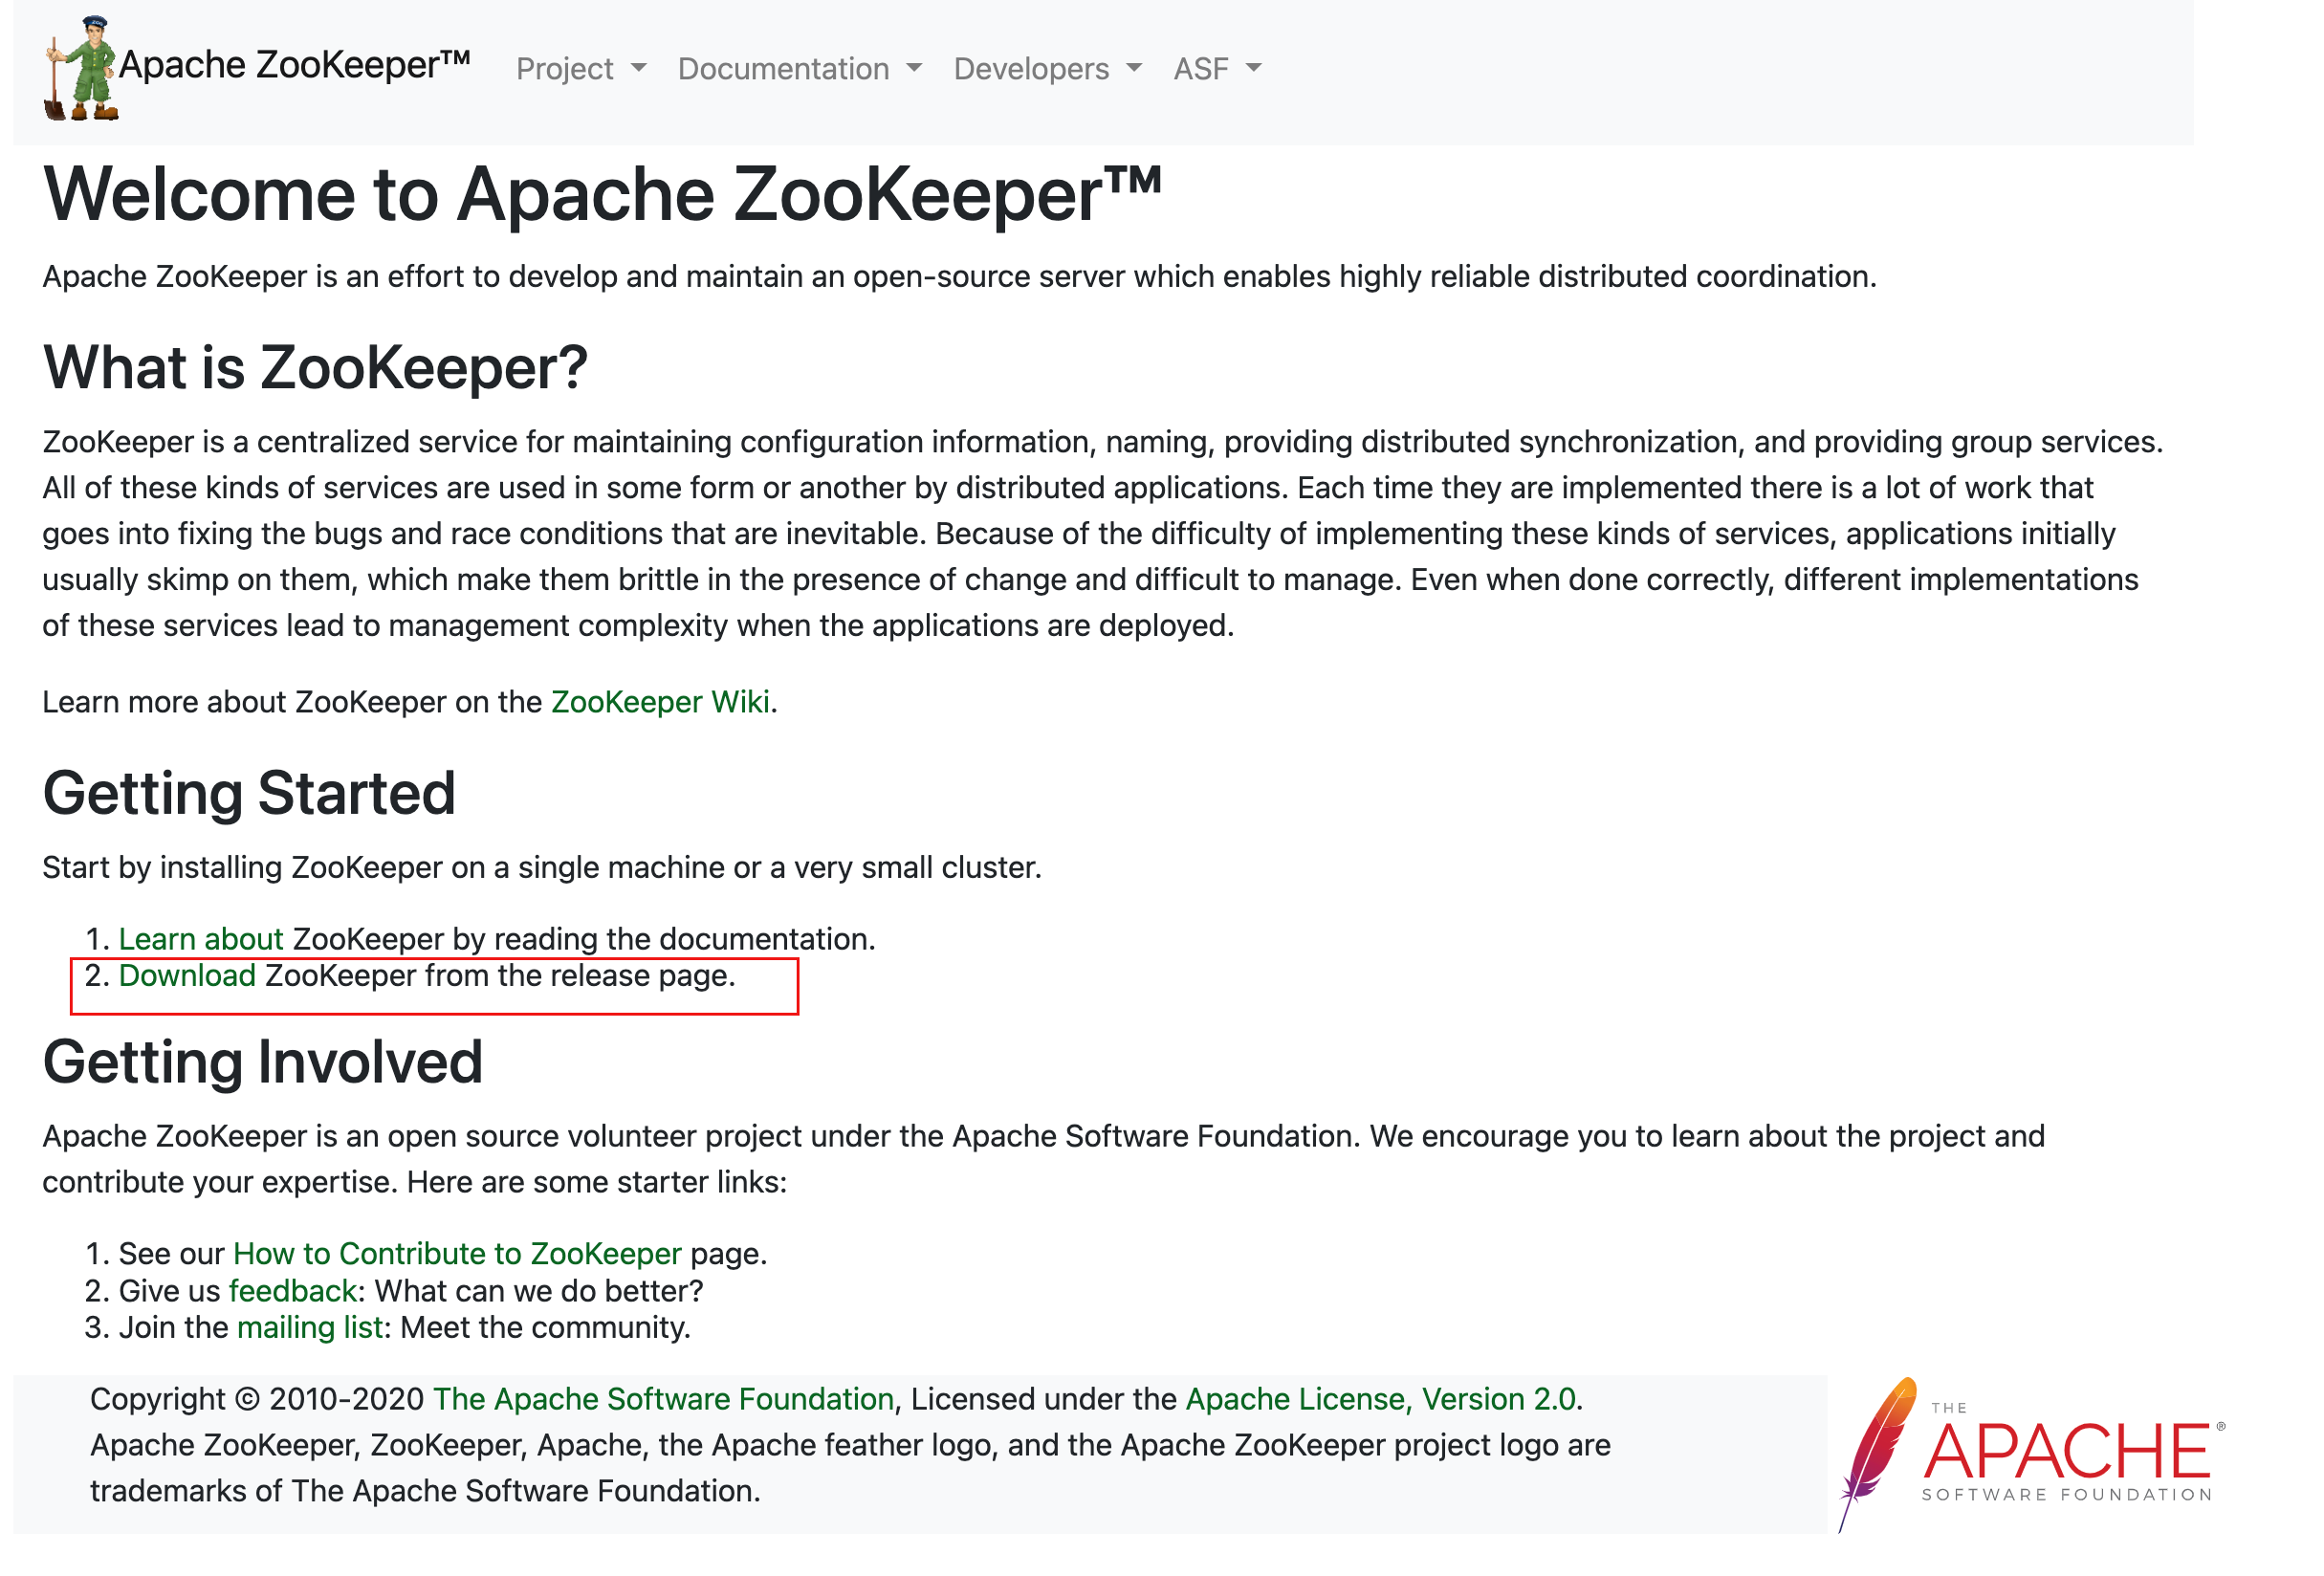 Apache ZooKeeper™ Project Documentation Developers ASF
Welcome to Apache ZooKeeper™
Apache ZooKeeper is an effort to develop and maintain an open-source server which enables highly reliable distributed coordination.
What is ZooKeeper?
ZooKeeper is a centralized service for maintaining configuration information, naming, providing distributed synchronization, and providing group services.
All of these kinds of services are used in some form or another by distributed applications. Each time they are implemented there is a lot of work that
goes into fixing the bugs and race conditions that are inevitable. Because of the difficulty of implementing these kinds of services, applications initially
usually skimp on them, which make them brittle in the presence of change and difficult to manage. Even when done correctly, different implementations
of these services lead to management complexity when the applications are deployed.
Learn more about ZooKeeper on the ZooKeeper Wiki.
Getting Started
Start by installing ZooKeeper on a single machine or a very small cluster.
1. Learn about ZooKeeper by reading the documentation.
2. Download ZooKeeper from the release page.
Getting Involved
Apache ZooKeeper is an open source volunteer project under the Apache Software Foundation. We encourage you to learn about the project and
contribute your expertise. Here are some starter links:
1. See our How to Contribute to ZooKeeper page.
2. Give us feedback: What can we do better?
3. Join the mailing list: Meet the community.
Copyright © 2010-2020 The Apache Software Foundation, Licensed under the Apache License, Version 2.0.
Apache ZooKeeper, ZooKeeper, Apache, the Apache feather logo, and the Apache ZooKeeper project logo are
trademarks of The Apache Software Foundation.
THE
APACHE®
SOFTWARE FOUNDATION